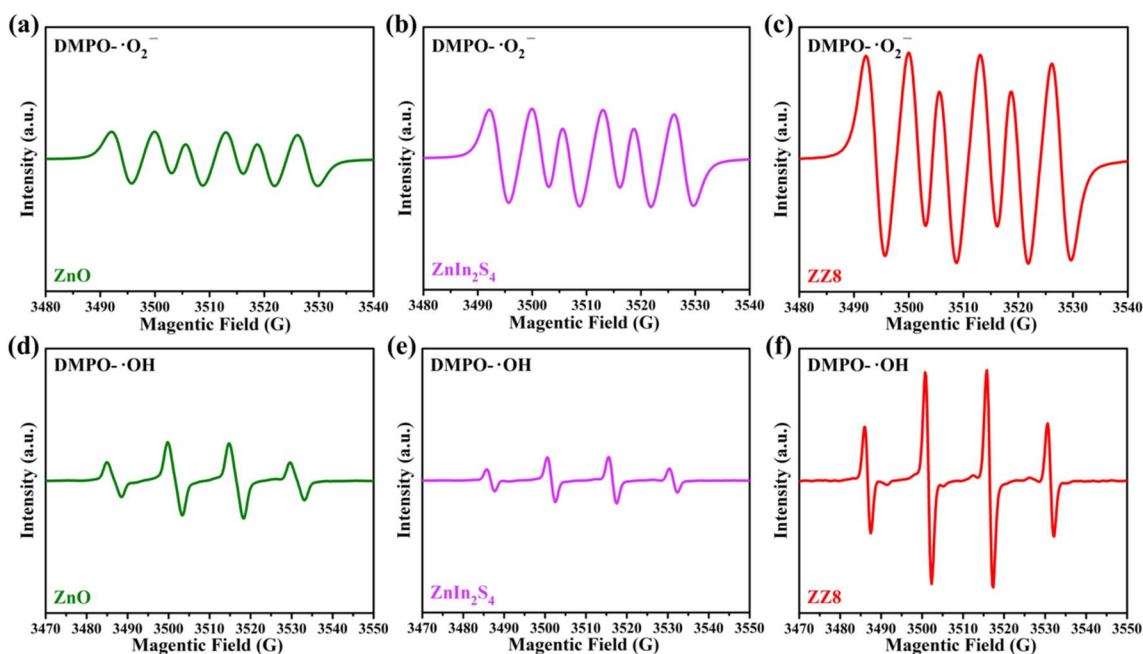 (a)
DMPO- ·O₂⁻
Intensity (a.u.)
ZnO
3480 3490 3500 3510 3520 3530 3540
Magentic Field (G)
(b)
DMPO- ·O₂⁻
Intensity (a.u.)
ZnIn₂S₄
3480 3490 3500 3510 3520 3530 3540
Magentic Field (G)
(c)
DMPO- ·O₂⁻
Intensity (a.u.)
ZZ8
3480 3490 3500 3510 3520 3530 3540
Magentic Field (G)
(d)
DMPO- ·OH
Intensity (a.u.)
ZnO
3470 3480 3490 3500 3510 3520 3530 3540 3550
Magentic Field (G)
(e)
DMPO- ·OH
Intensity (a.u.)
ZnIn₂S₄
3470 3480 3490 3500 3510 3520 3530 3540 3550
Magentic Field (G)
(f)
DMPO- ·OH
Intensity (a.u.)
ZZ8
3470 3480 3490 3500 3510 3520 3530 3540 3550
Magentic Field (G)